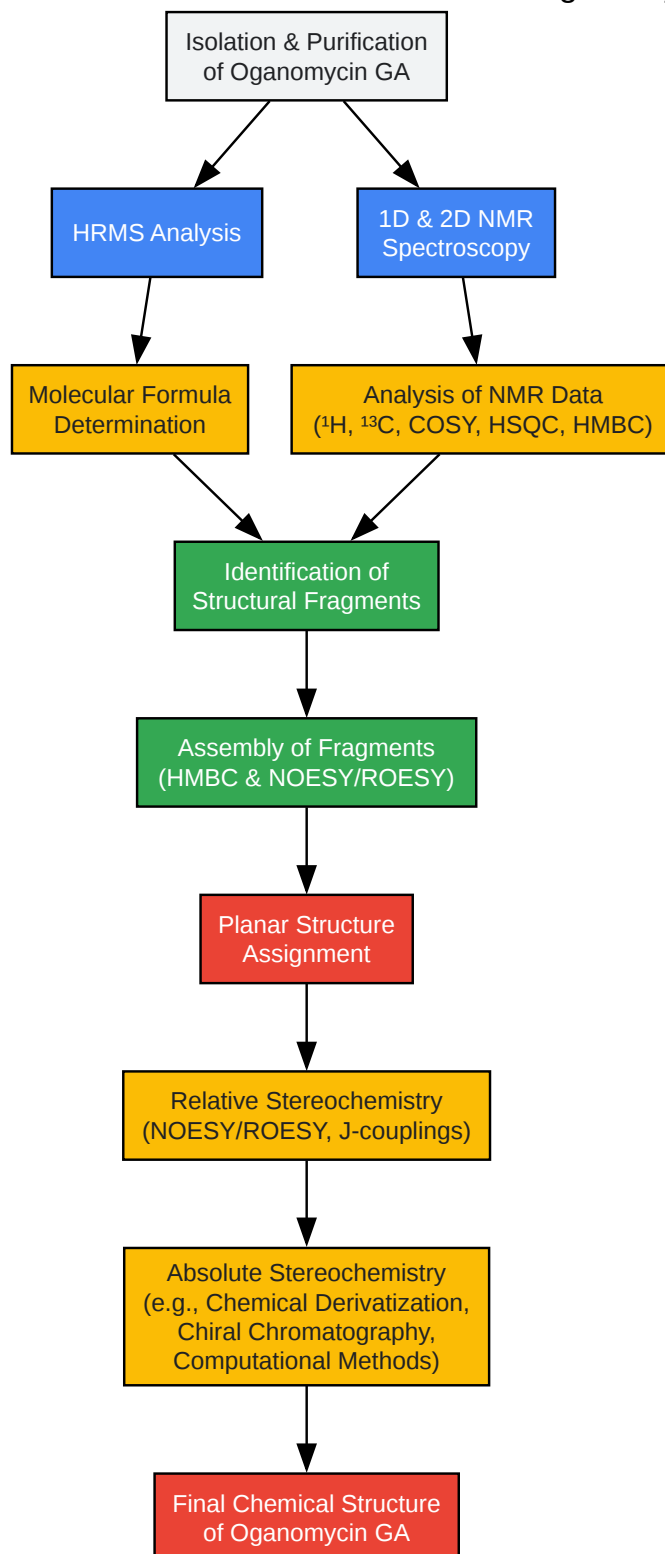 Isolation & Purification
of Oganomycin GA
HRMS Analysis
1D & 2D NMR
Spectroscopy
Molecular Formula
Determination
Analysis of NMR Data
(¹H, ¹³C, COSY, HSQC, HMBC)
Identification of
Structural Fragments
Assembly of Fragments
(HMBC & NOESY/ROESY)
Planar Structure
Assignment
Relative Stereochemistry
(NOESY/ROESY, J-couplings)
Absolute Stereochemistry
(e.g., Chemical Derivatization,
Chiral Chromatography,
Computational Methods)
Final Chemical Structure
of Oganomycin GA